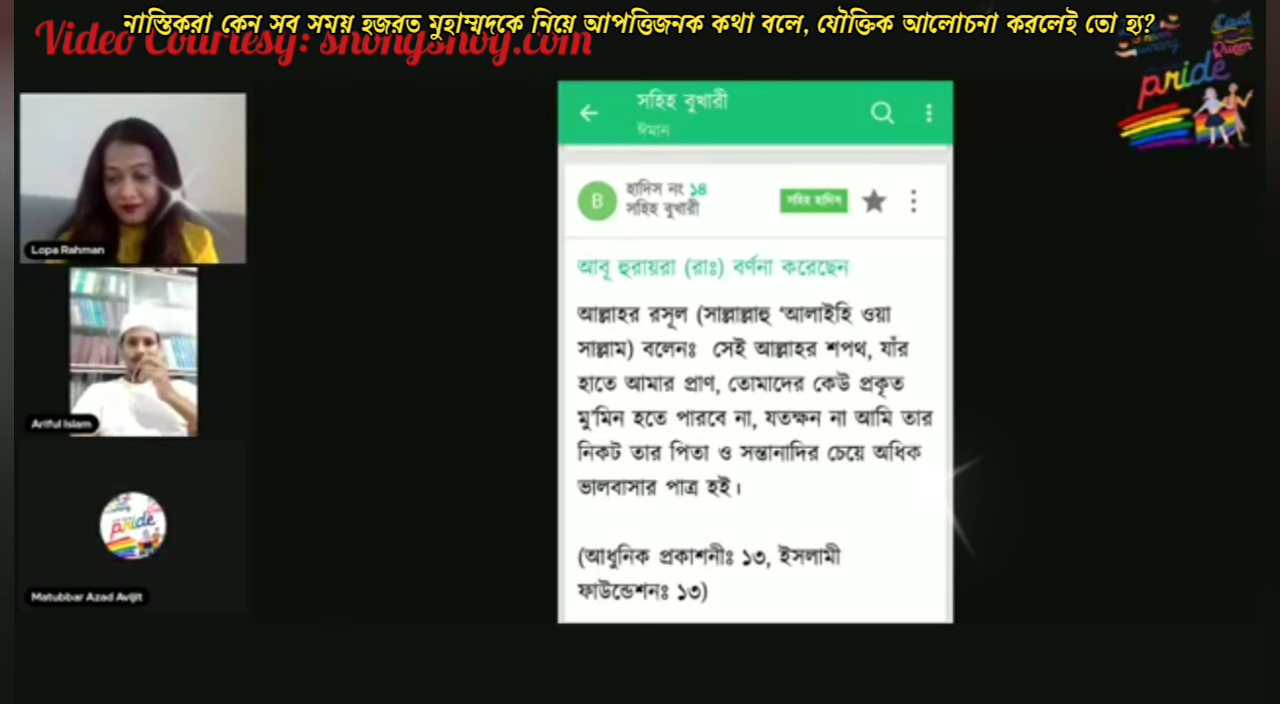 নাস্তিকরা কেন সব সময় হজরত মুহাম্মদকে নিয়ে আপত্তিজনক কথা বলে, যৌক্তিক আলোচনা করলেই তো হ্য?
Video Courtesy: shongshoy.com
pride
Queen
সহিহ বুখারী
ঈমান
B
হাদিস নং ১৪
সহিহ বুখারী
সহিহ হাদিস
আবূ হুরায়রা (রাঃ) বর্ণনা করেছেন
আল্লাহর রসূল (সাল্লাল্লাহু ‘আলাইহি ওয়া
সাল্লাম) বলেনঃ সেই আল্লাহর শপথ, যাঁর
হাতে আমার প্রাণ, তোমাদের কেউ প্রকৃত
মু’মিন হতে পারবে না, যতক্ষন না আমি তার
নিকট তার পিতা ও সন্তানাদির চেয়ে অধিক
ভালবাসার পাত্র হই।
(আধুনিক প্রকাশনীঃ ১৩, ইসলামী
ফাউন্ডেশনঃ ১৩)
Lopa Rahman
Ariful Islam
pride
Matubbar Azad Avijit